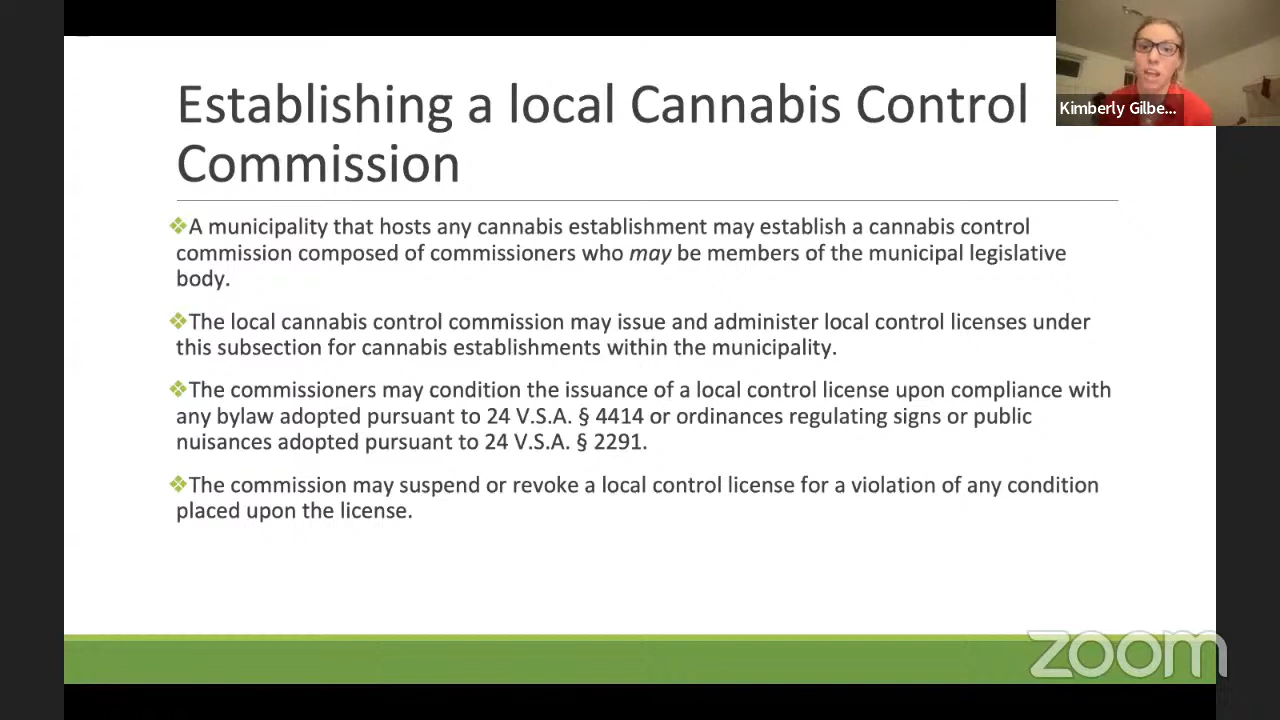 Establishing a local Cannabis Control
Commission
Kimberly Gilbe...
❖A municipality that hosts any cannabis establishment may establish a cannabis control
commission composed of commissioners who may be members of the municipal legislative
body.
❖The local cannabis control commission may issue and administer local control licenses under
this subsection for cannabis establishments within the municipality.
❖The commissioners may condition the issuance of a local control license upon compliance with
any bylaw adopted pursuant to 24 V.S.A. § 4414 or ordinances regulating signs or public
nuisances adopted pursuant to 24 V.S.A. § 2291.
❖The commission may suspend or revoke a local control license for a violation of any condition
placed upon the license.
zoom